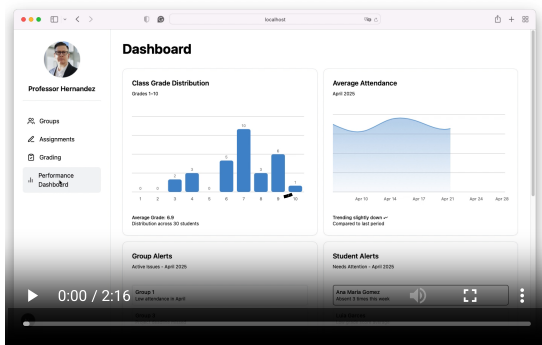 localhost
Dashboard
Professor Hernandez
Groups
Assignments
Grading
Performance
Dashboard
Class Grade Distribution
Grades 1-10
0 0 2 3 0 5 10 3 6 1
1 2 3 4 5 6 7 8 9 10
Average Grade: 6.9
Distribution across 30 students
Average Attendance
April 2025
Apr 10 Apr 14 Apr 17 Apr 21 Apr 24 Apr 28
Trending slightly down
Compared to last period
Group Alerts
Active Issues - April 2025
Group 1
Low attendance in April
Student Alerts
Needs Attention - April 2025
Ana Maria Gomez
Absent 3 times this week
0:00 / 2:16